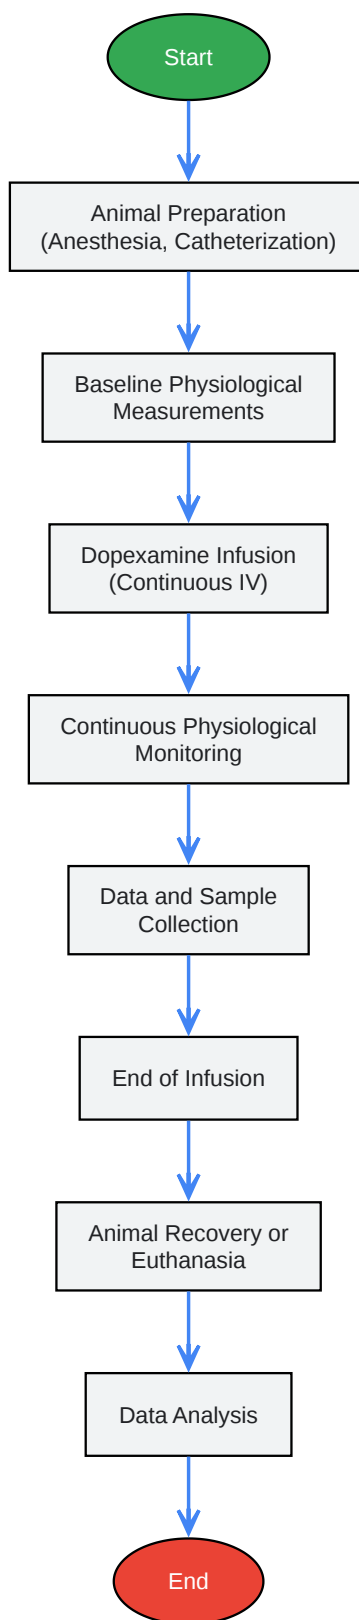 Start
Animal Preparation
(Anesthesia, Catheterization)
Baseline Physiological
Measurements
Dopexamine Infusion
(Continuous IV)
Continuous Physiological
Monitoring
Data and Sample
Collection
End of Infusion
Animal Recovery or
Euthanasia
Data Analysis
End